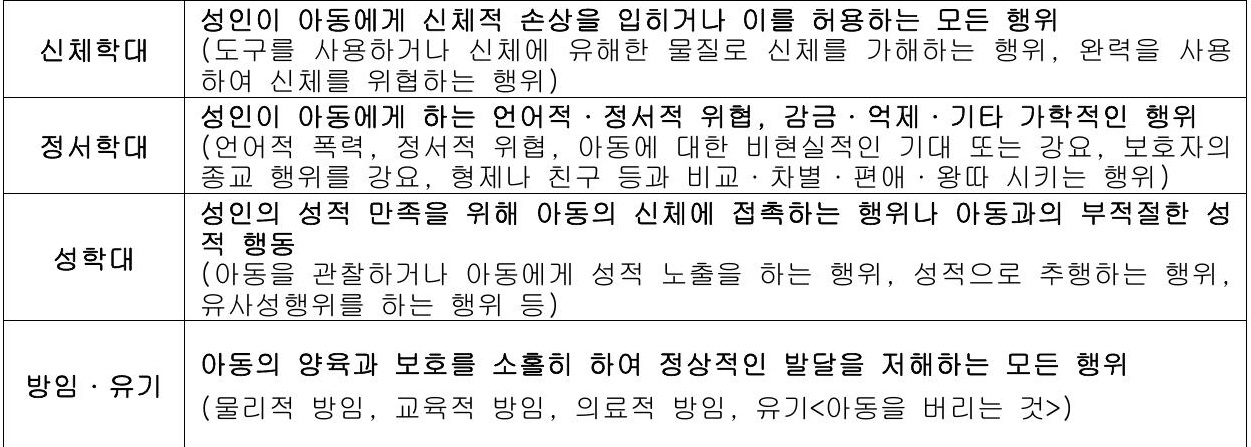 신체학대
성인이 아동에게 신체적 손상을 입히거나 이를 허용하는 모든 행위
(도구를 사용하거나 신체에 유해한 물질로 신체를 가해하는 행위, 완력을 사용
하여 신체를 위협하는 행위)
정서학대
성인이 아동에게 하는 언어적·정서적 위협, 감금·억제·기타 가학적인 행위
(언어적 폭력, 정서적 위협, 아동에 대한 비현실적인 기대 또는 강요, 보호자의
종교 행위를 강요, 형제나 친구 등과 비교·차별·편애·왕따 시키는 행위)
성학대
성인의 성적 만족을 위해 아동의 신체에 접촉하는 행위나 아동과의 부적절한 성
적 행동
(아동을 관찰하거나 아동에게 성적 노출을 하는 행위, 성적으로 추행하는 행위,
유사성행위를 하는 행위 등)
방임·유기
아동의 양육과 보호를 소홀히 하여 정상적인 발달을 저해하는 모든 행위
(물리적 방임, 교육적 방임, 의료적 방임, 유기<아동을 버리는 것>)